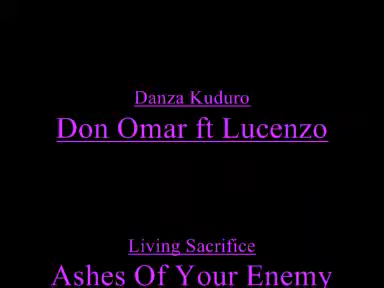 Danza Kuduro
Don Omar ft Lucenzo
Living Sacrifice
Ashes Of Your Enemy